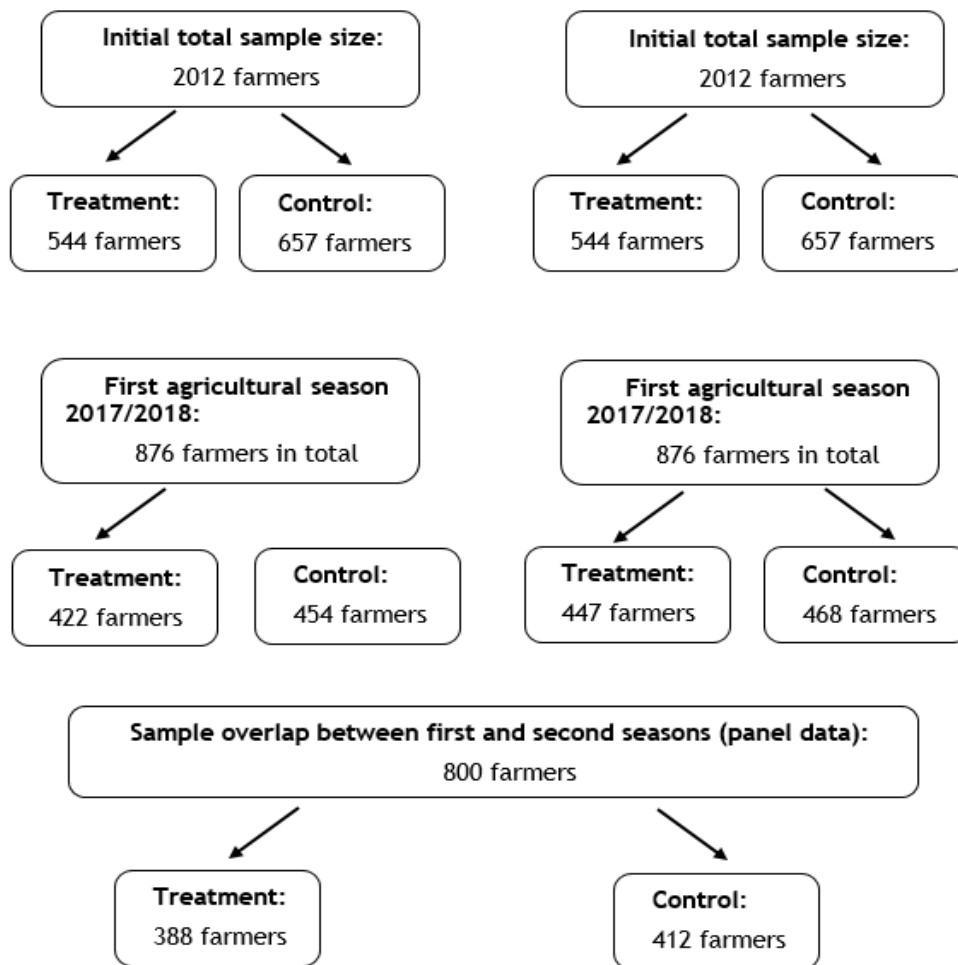 Initial total sample size:
2012 farmers
Initial total sample size:
2012 farmers
Treatment:
544 farmers
Control:
657 farmers
Treatment:
544 farmers
Control:
657 farmers
First agricultural season
2017/2018:
876 farmers in total
First agricultural season
2017/2018:
876 farmers in total
Treatment:
422 farmers
Control:
454 farmers
Treatment:
447 farmers
Control:
468 farmers
Sample overlap between first and second seasons (panel data):
800 farmers
Treatment:
388 farmers
Control:
412 farmers